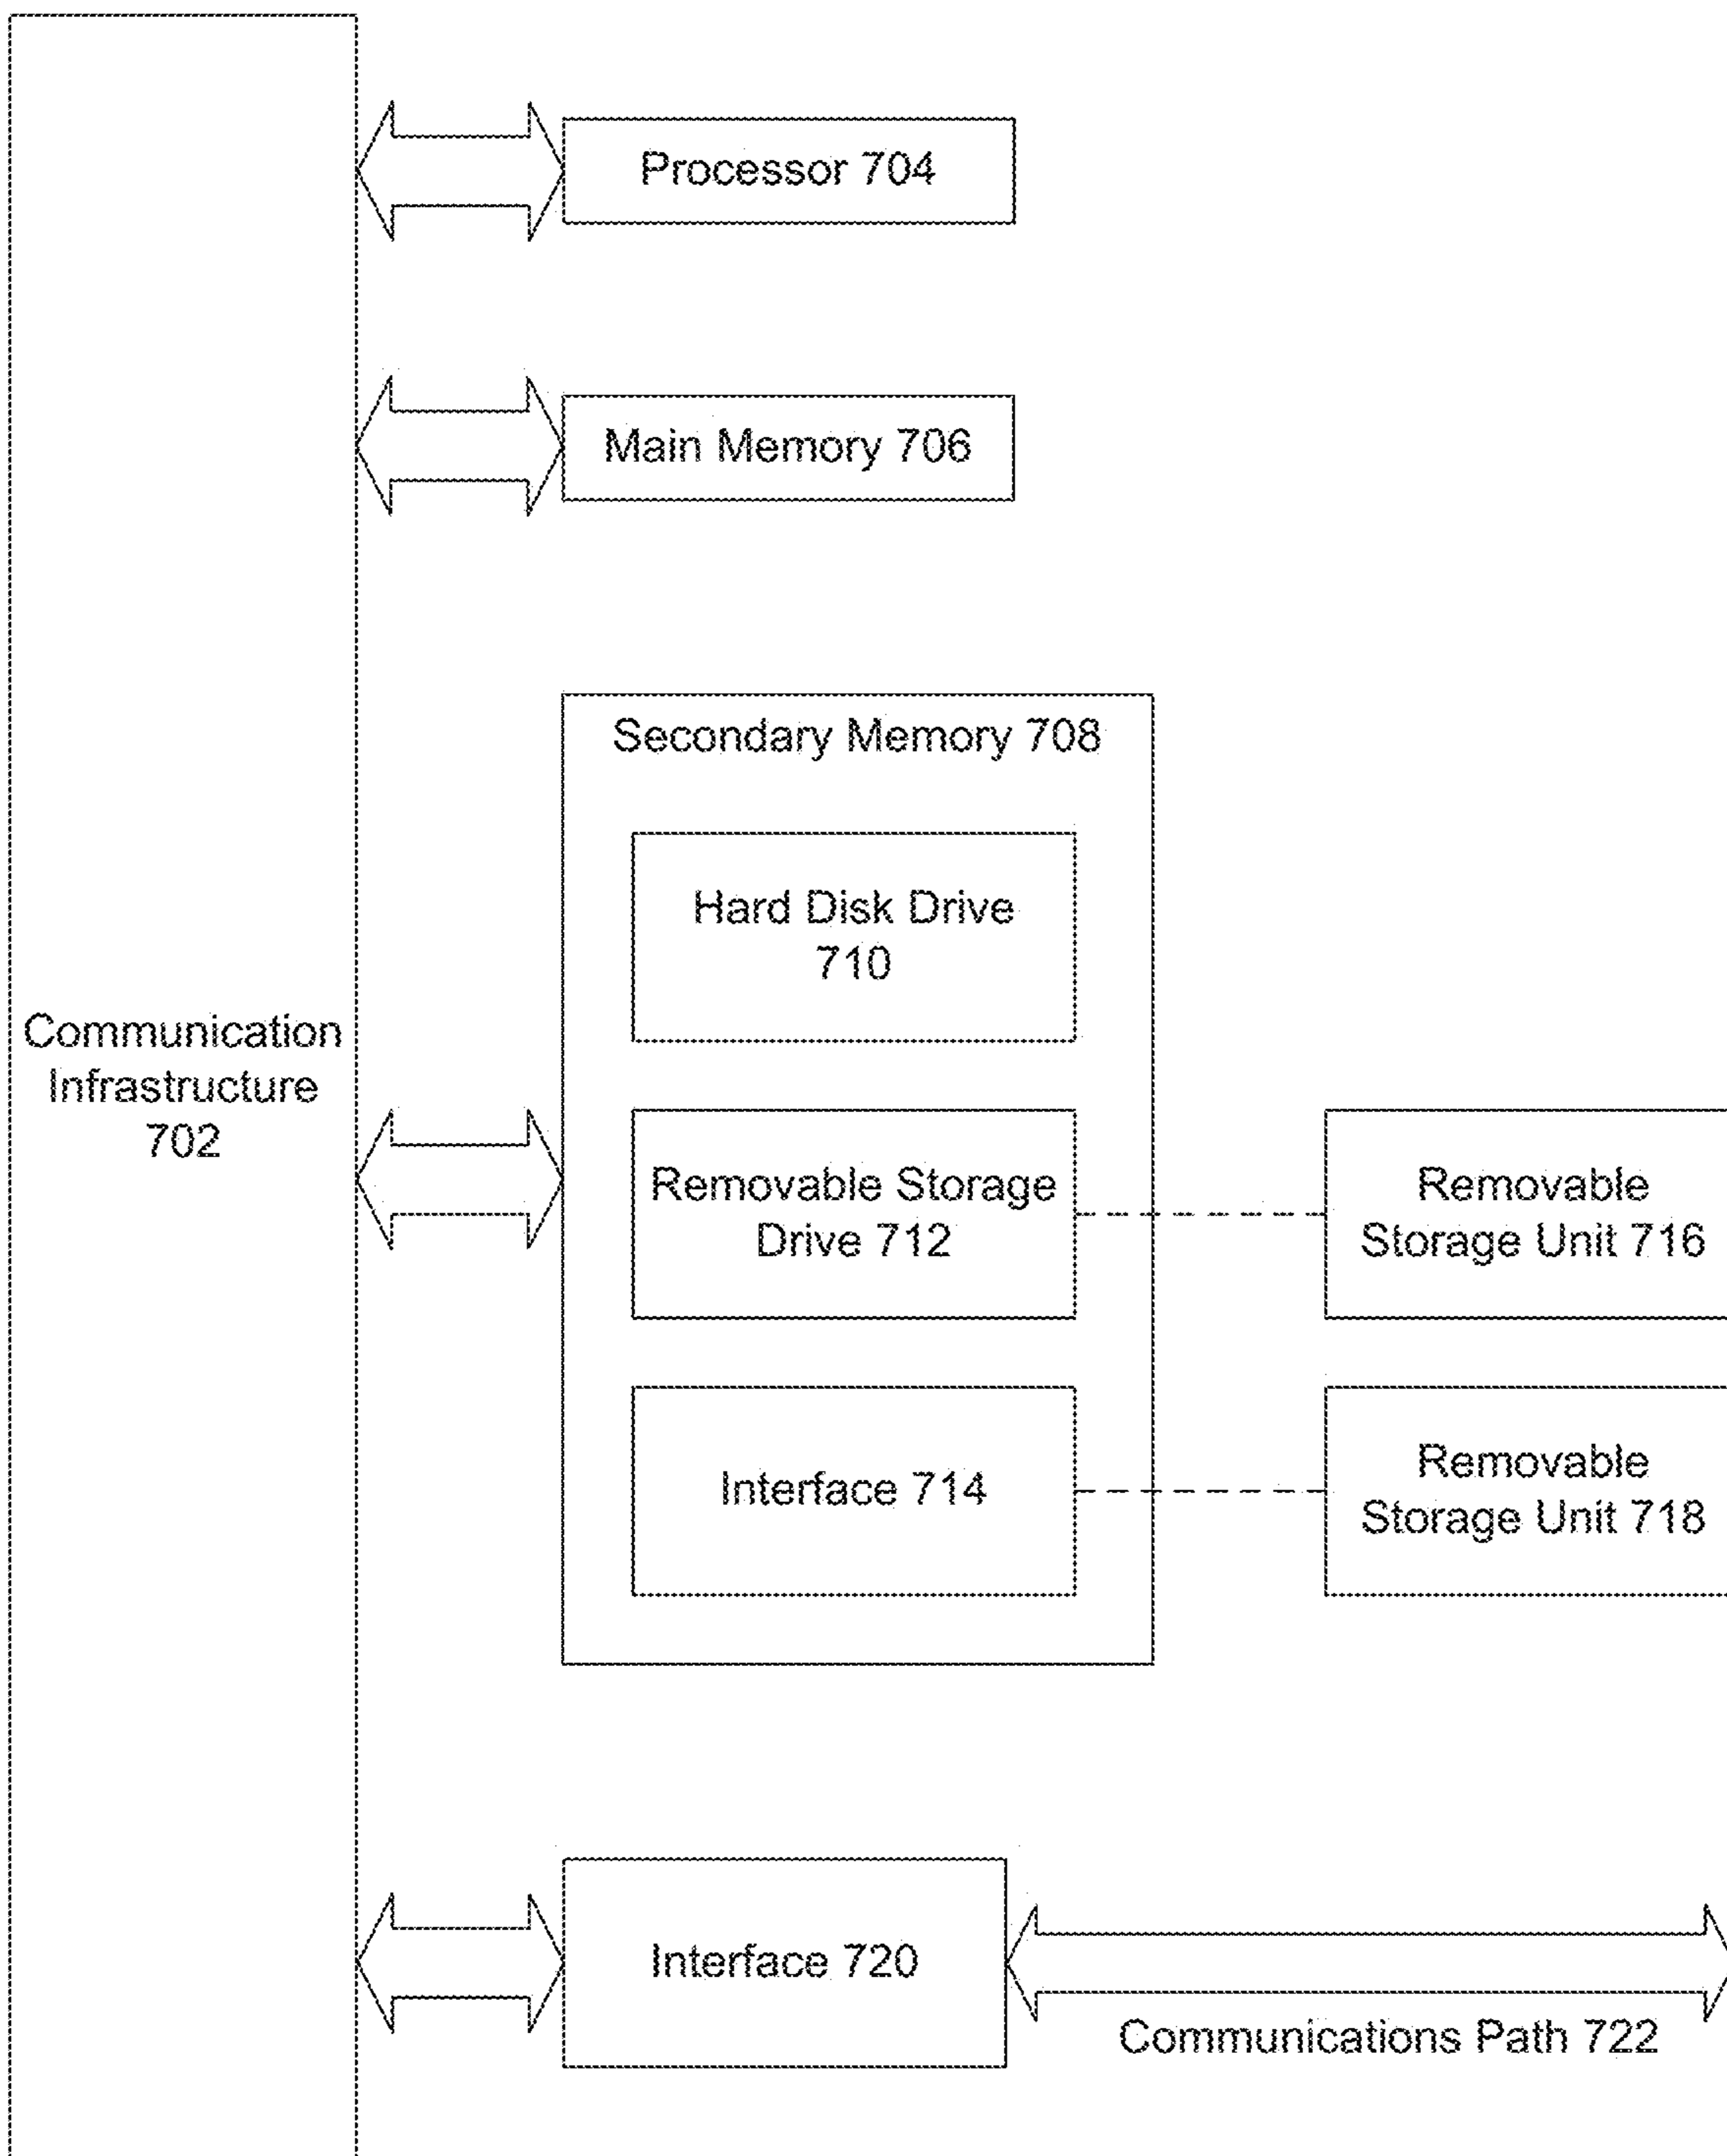 Processor 704
Main Memory 706
Secondary Memory 708
Hard Disk Drive
710
Communication
Infrastructure
702
Removable Storage
Drive 712
Removable
Storage Unit 716
Interface 714
Removable
Storage Unit 718
Interface 720
Communications Path 722